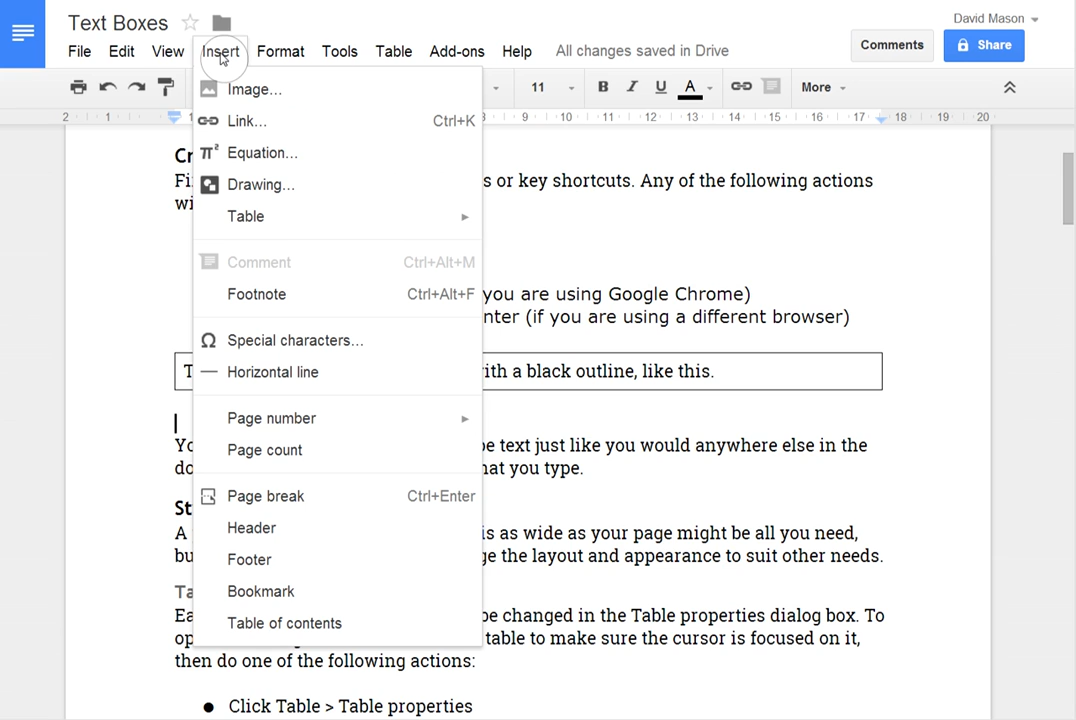 Text Boxes
David Mason
File Edit View Insert Format Tools Table Add-ons Help All changes saved in Drive
Comments
Share
11 B I U A More
2 1 1 8 9 10 11 12 13 14 15 16 17 18 19 20
Image...
Link... Ctrl+K
Equation...
Drawing...
Table
Comment Ctrl+Alt+M
Footnote Ctrl+Alt+F
Special characters...
Horizontal line
Page number
Page count
Page break Ctrl+Enter
Header
Footer
Bookmark
Table of contents
Cr
s or key shortcuts. Any of the following actions
wi
you are using Google Chrome)
nter (if you are using a different browser)
T
ith a black outline, like this.
Yo
be text just like you would anywhere else in the
do
hat you type.
St
A
is as wide as your page might be all you need,
bu
ge the layout and appearance to suit other needs.
Ta
Ea
be changed in the Table properties dialog box. To
op
table to make sure the cursor is focused on it,
then do one of the following actions:
● Click Table > Table properties